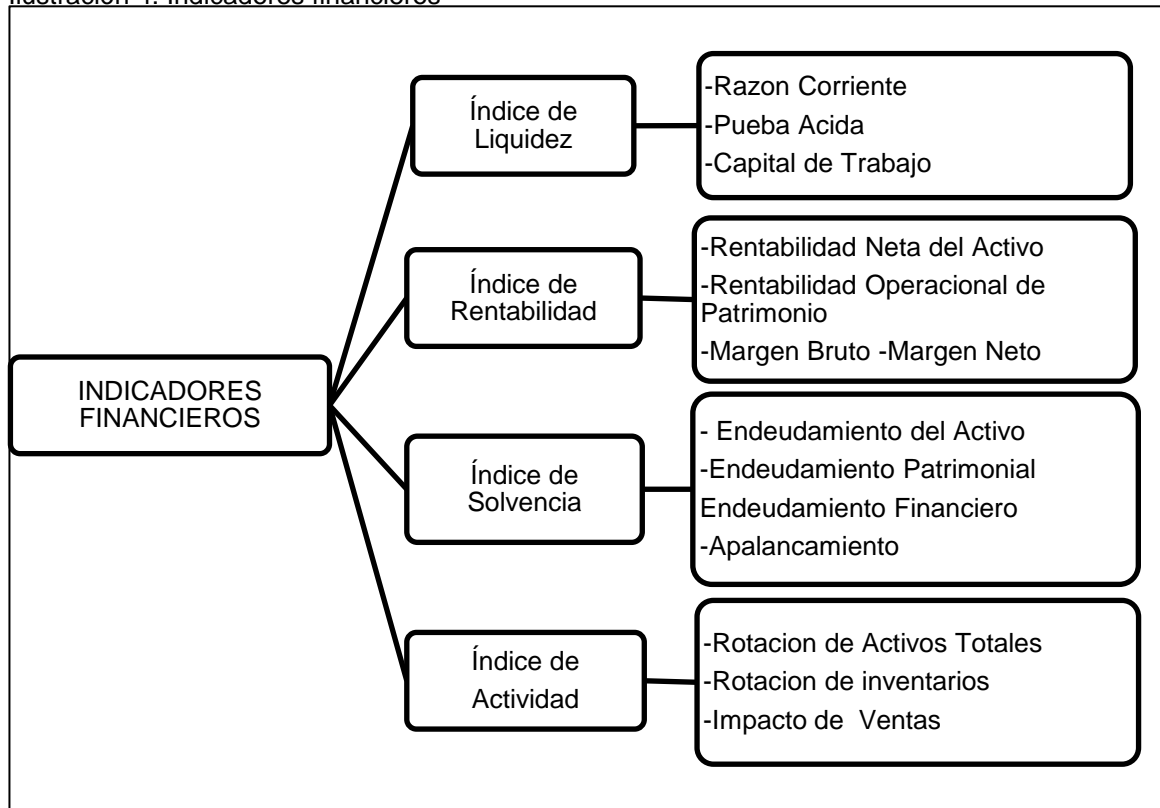 Ilustración 4. Indicadores financieros
Índice de
Liquidez
-Razon Corriente
-Pueba Acida
-Capital de Trabajo
Índice de
Rentabilidad
-Rentabilidad Neta del Activo
-Rentabilidad Operacional de
Patrimonio
-Margen Bruto -Margen Neto
INDICADORES
FINANCIEROS
Índice de
Solvencia
- Endeudamiento del Activo
-Endeudamiento Patrimonial
Endeudamiento Financiero
-Apalancamiento
Índice de
Actividad
-Rotacion de Activos Totales
-Rotacion de inventarios
-Impacto de  Ventas